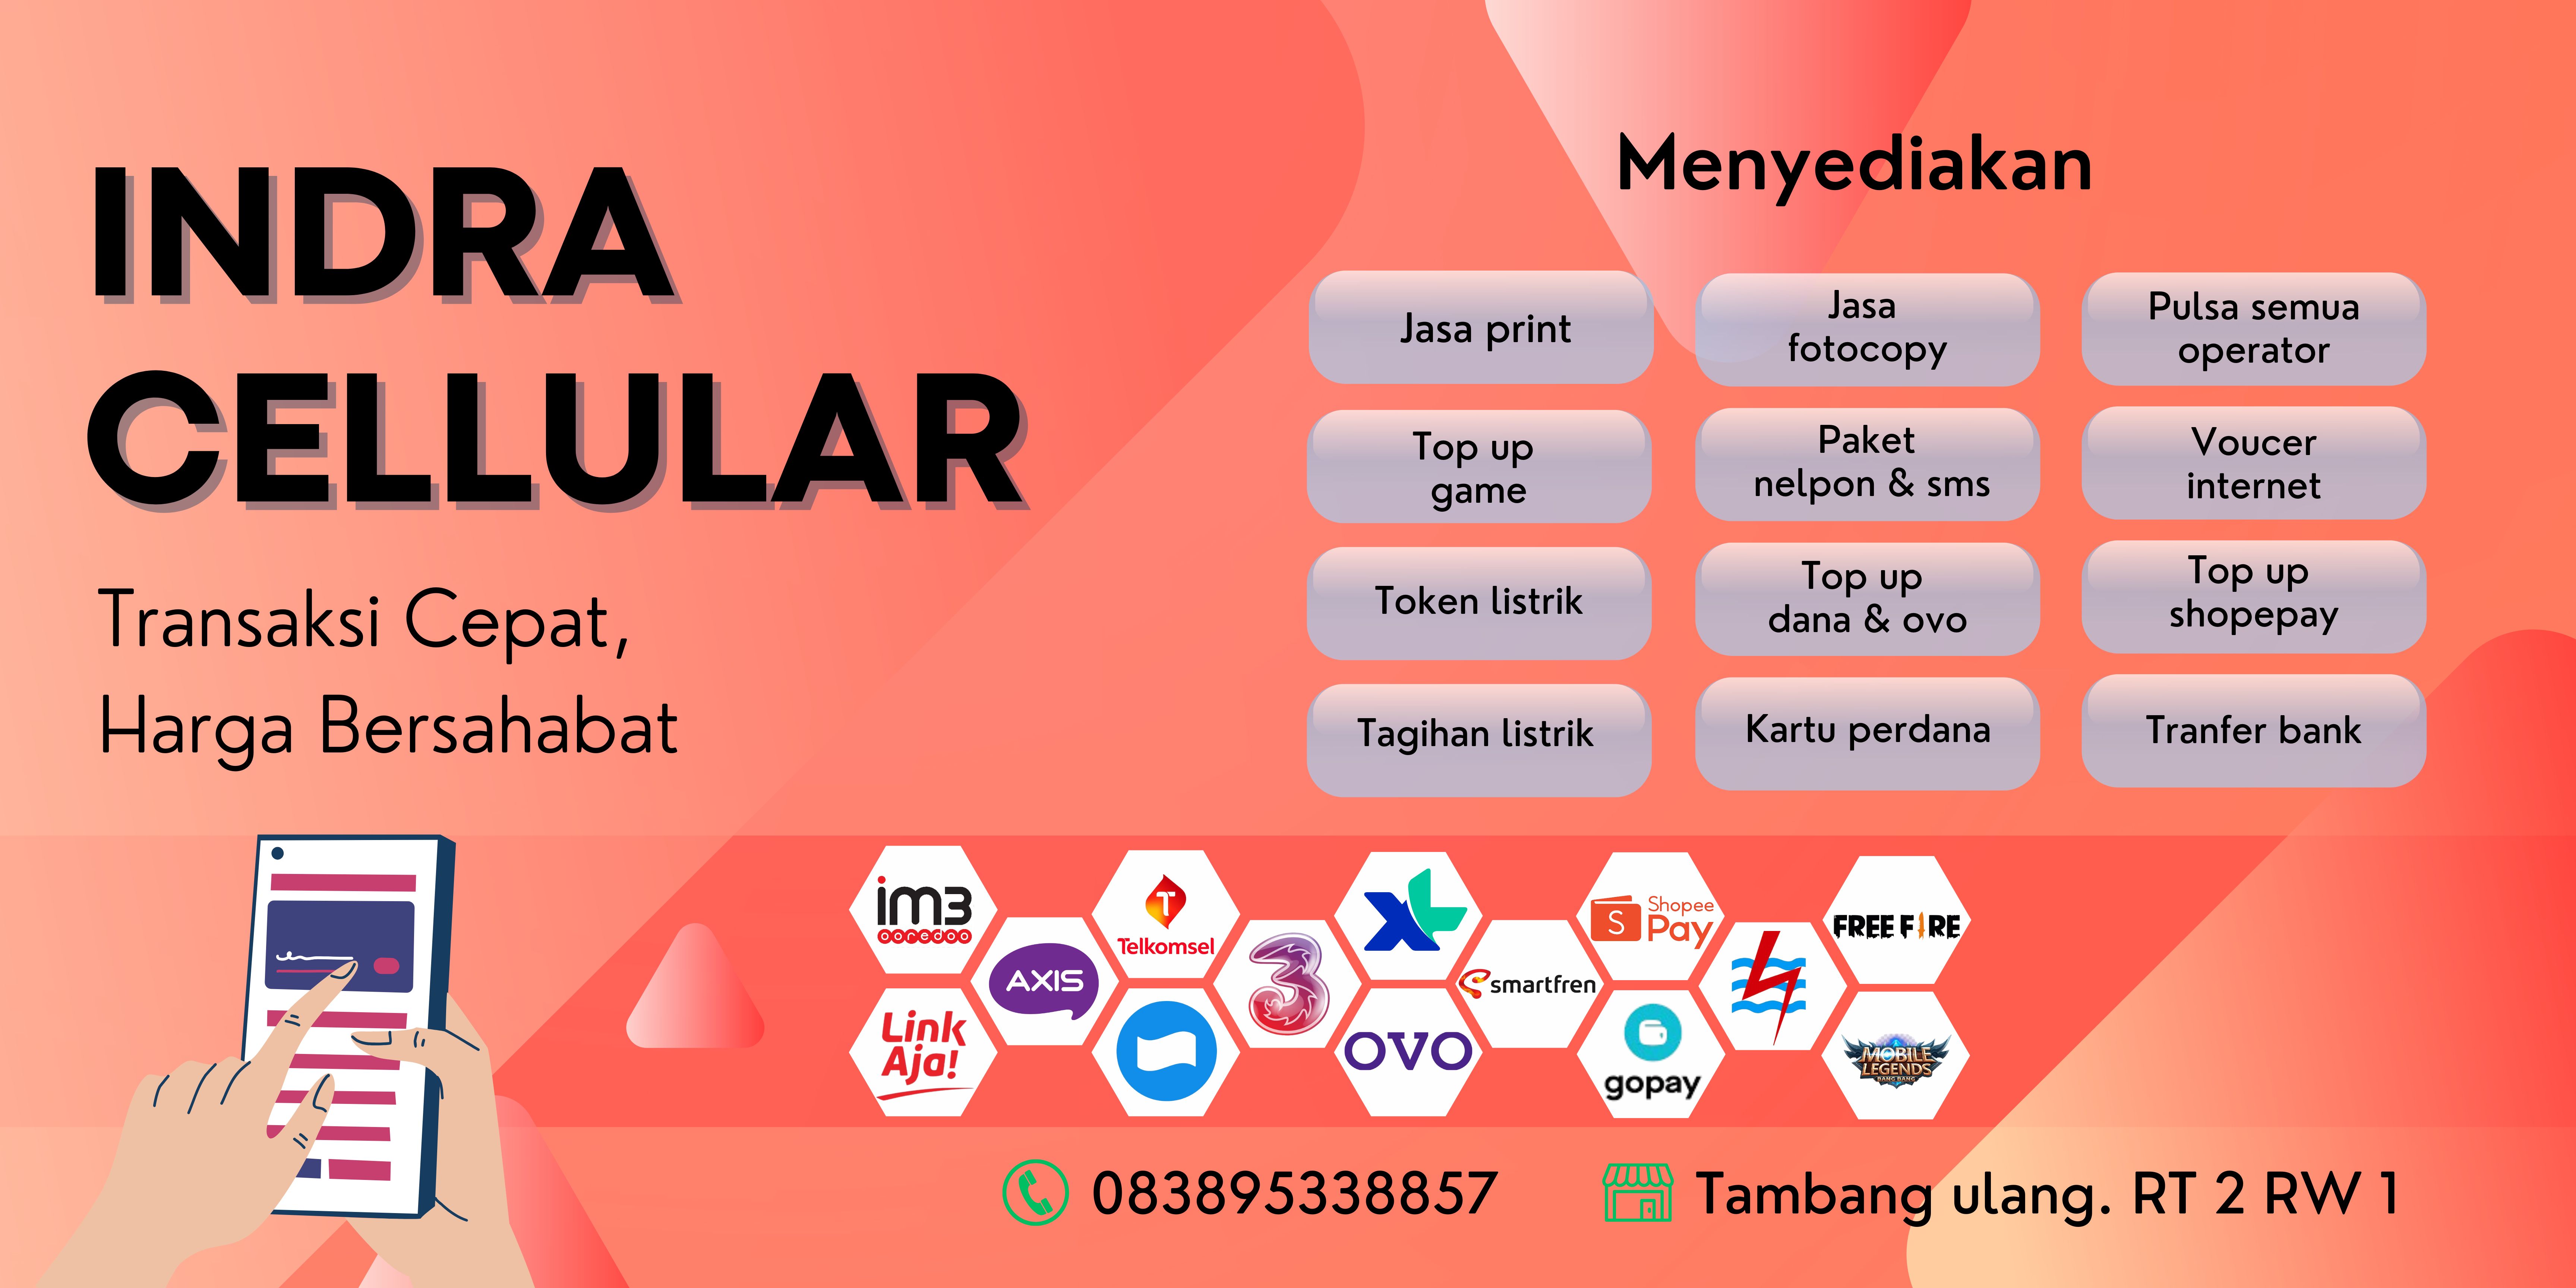 INDRA
CELLULAR
Transaksi Cepat,
Harga Bersahabat
Menyediakan
Jasa print
Jasa
fotocopy
Pulsa semua
operator
Top up
game
Paket
nelpon & sms
Voucer
internet
Token listrik
Top up
dana & ovo
Top up
shopepay
Tagihan listrik
Kartu perdana
Tranfer bank
im3
ooredoo
AXIS
Telkomsel
3
XL
smartfren
Shopee
Pay
FREE FIRE
Link
Aja!
OVO
gopay
MOBILE
LEGENDS
BANG BANG
083895338857
Tambang ulang. RT 2 RW 1